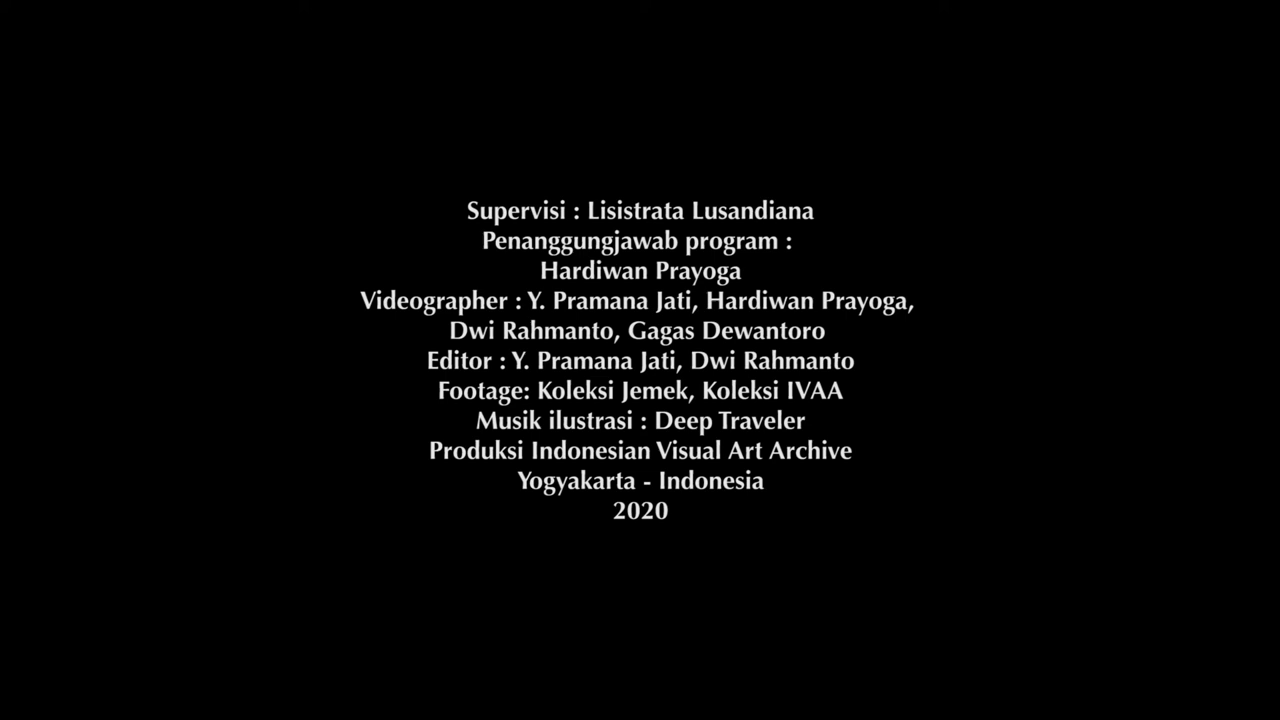 Supervisi : Lisistrata Lusandiana
Penanggungjawab program :
Hardiwan Prayoga
Videographer : Y. Pramana Jati, Hardiwan Prayoga,
Dwi Rahmanto, Gagas Dewantoro
Editor : Y. Pramana Jati, Dwi Rahmanto
Footage: Koleksi Jemek, Koleksi IVAA
Musik ilustrasi : Deep Traveler
Produksi Indonesian Visual Art Archive
Yogyakarta - Indonesia
2020